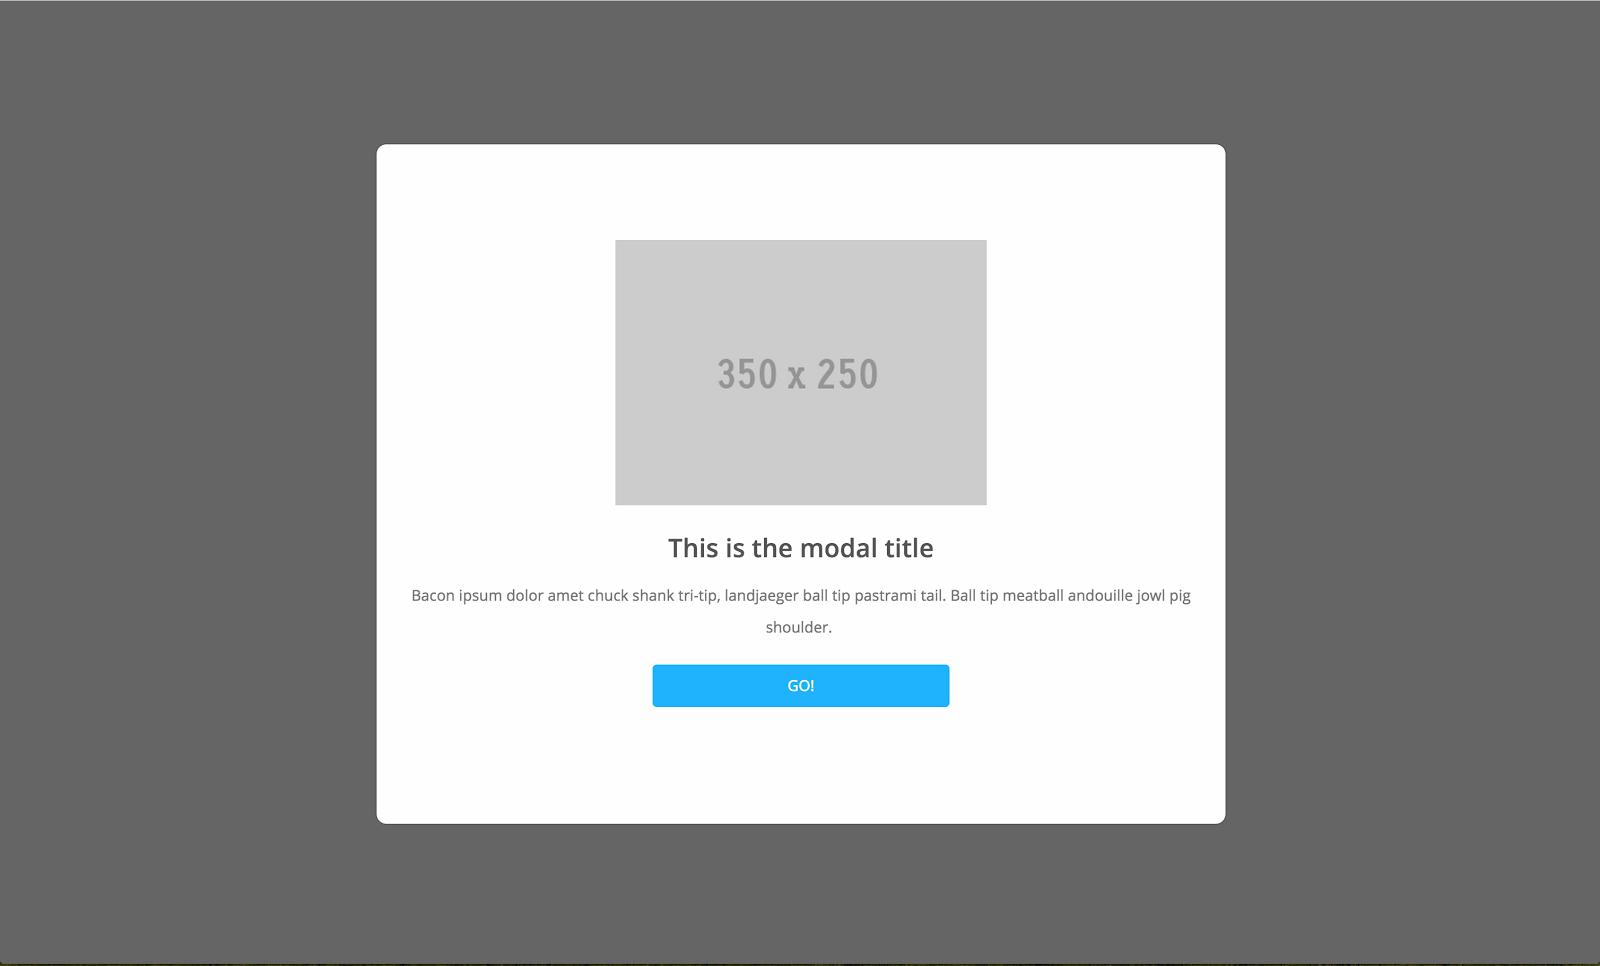 350 x 250
This is the modal title
Bacon ipsum dolor amet chuck shank tri-tip, landjaeger ball tip pastrami tail. Ball tip meatball andouille jowl pig
shoulder.
GO!